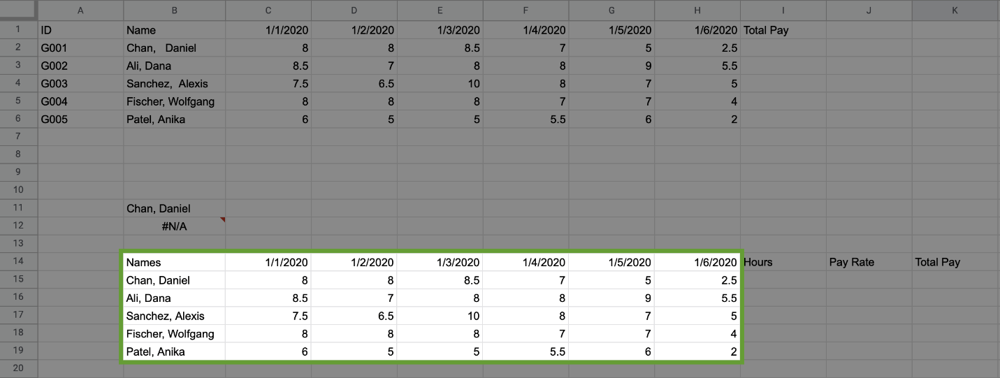 A B C D E F G H I J K
1 ID Name 1/1/2020 1/2/2020 1/3/2020 1/4/2020 1/5/2020 1/6/2020 Total Pay
2 G001 Chan,   Daniel 8 8 8.5 7 5 2.5
3 G002 Ali, Dana 8.5 7 8 8 9 5.5
4 G003 Sanchez,  Alexis 7.5 6.5 10 8 7 5
5 G004 Fischer, Wolfgang 8 8 8 7 7 4
6 G005 Patel, Anika 6 5 5 5.5 6 2
7
8
9
10
11 Chan, Daniel
12 #N/A
13
14 Names 1/1/2020 1/2/2020 1/3/2020 1/4/2020 1/5/2020 1/6/2020 Hours Pay Rate Total Pay
15 Chan, Daniel 8 8 8.5 7 5 2.5
16 Ali, Dana 8.5 7 8 8 9 5.5
17 Sanchez, Alexis 7.5 6.5 10 8 7 5
18 Fischer, Wolfgang 8 8 8 7 7 4
19 Patel, Anika 6 5 5 5.5 6 2
20